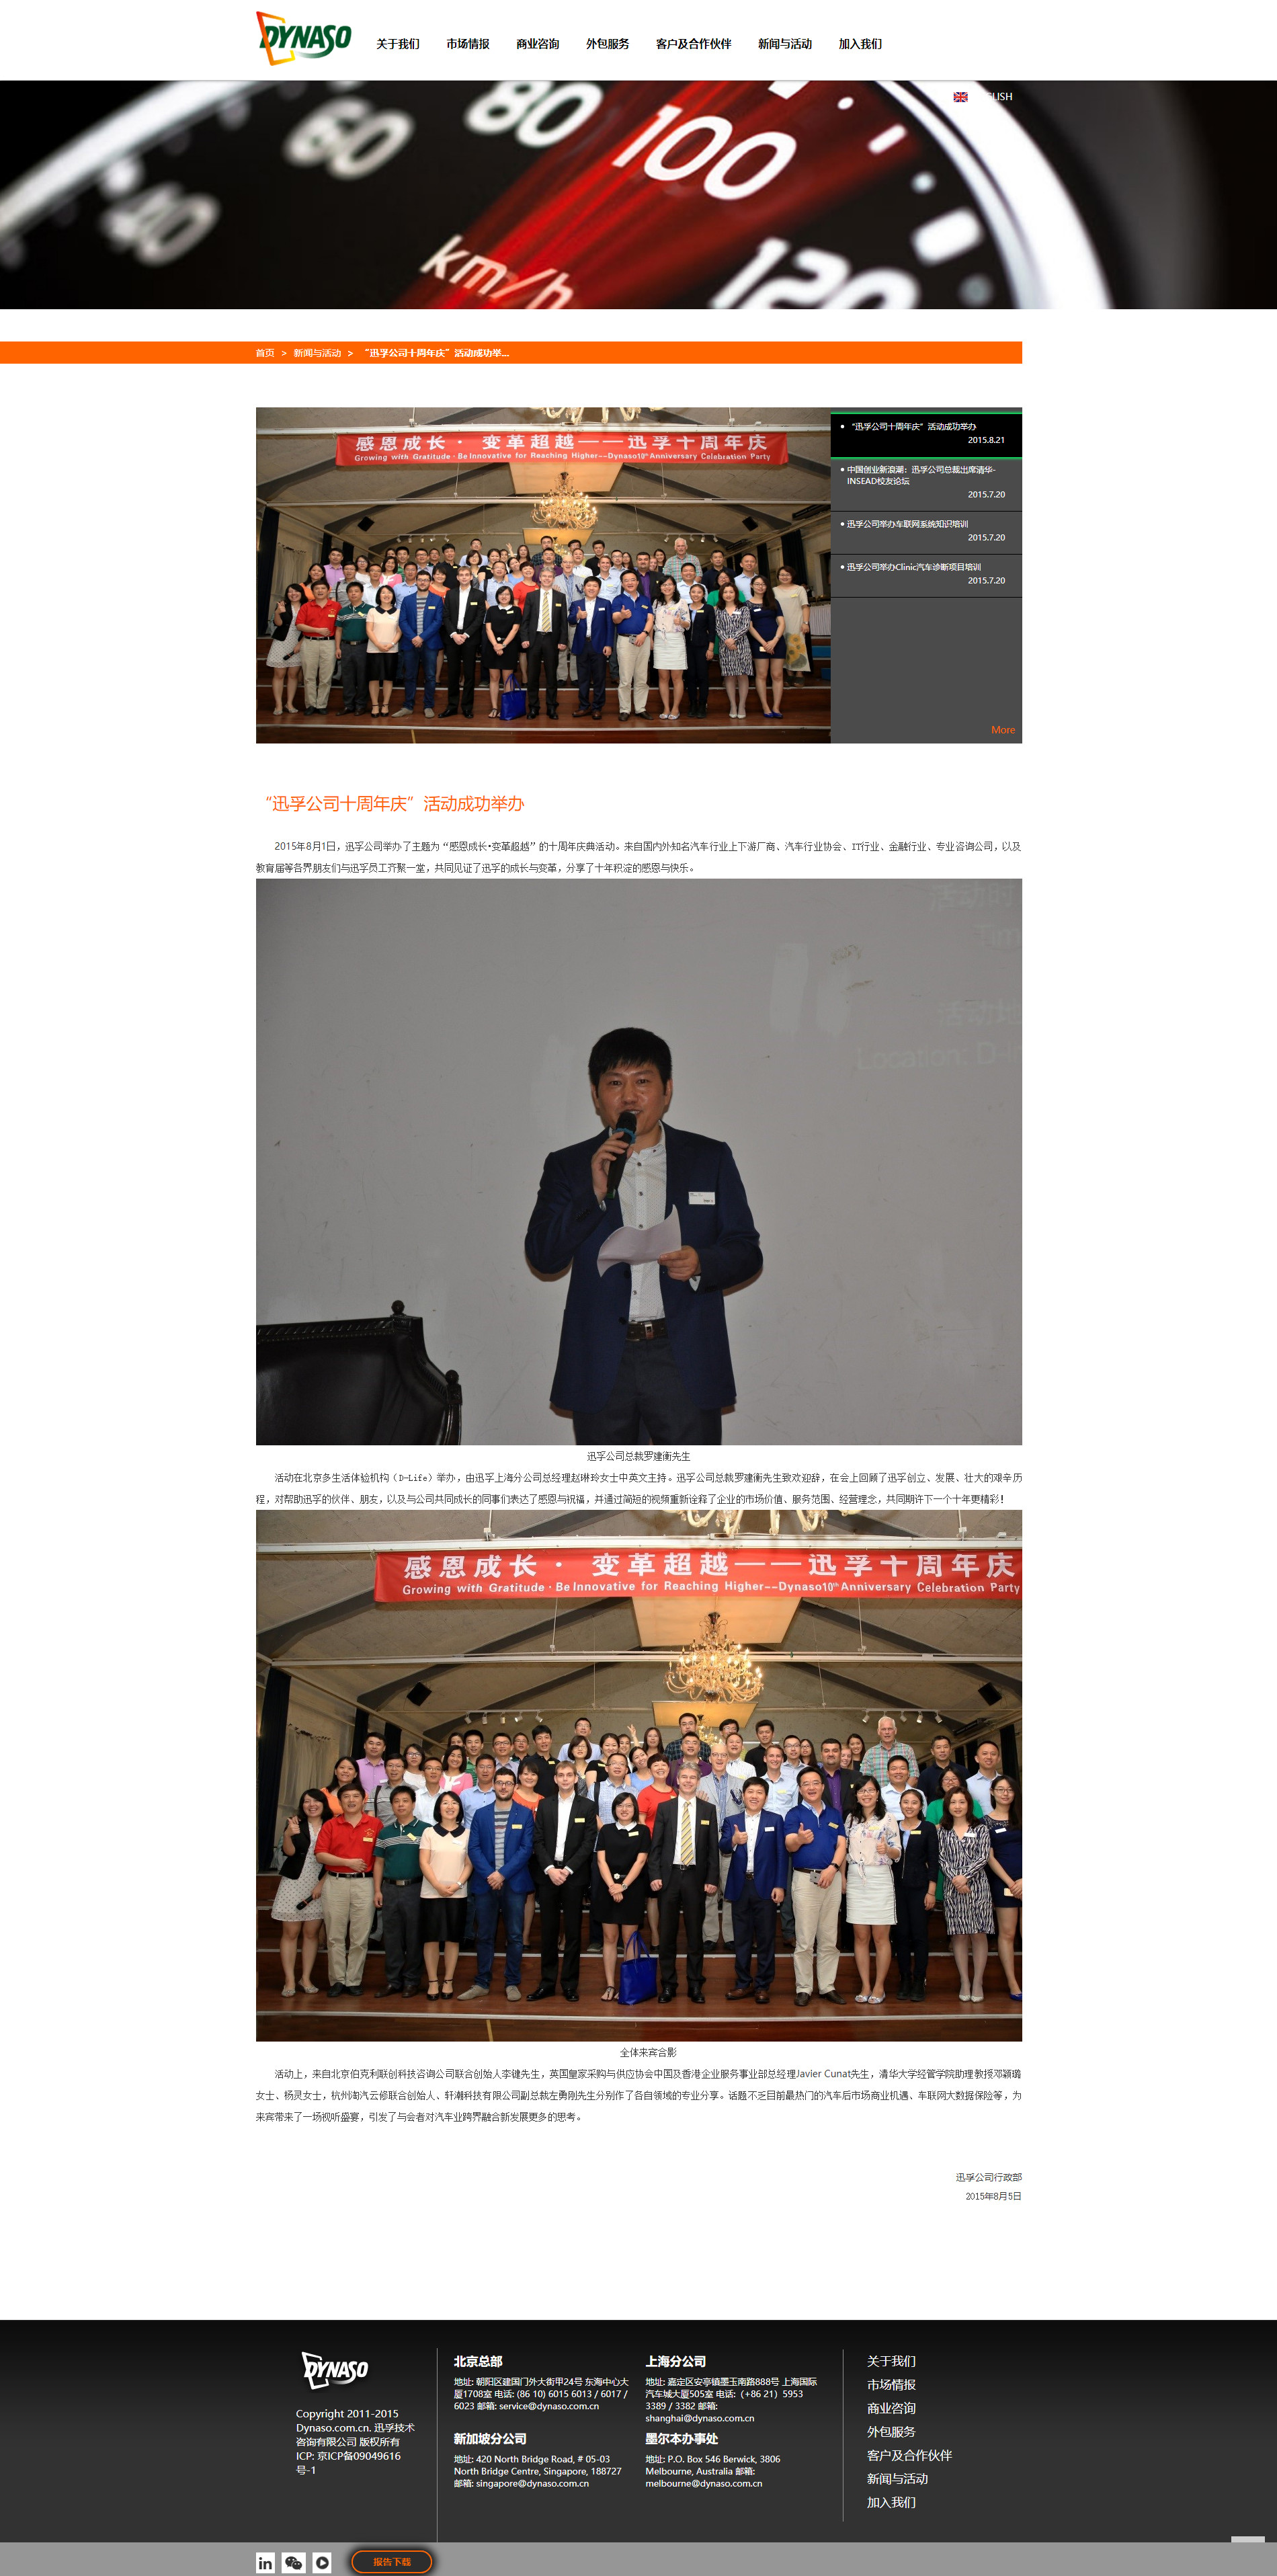 DYNASO
关于我们 市场情报 商业咨询 外包服务 客户及合作伙伴 新闻与活动 加入我们
LISH
40
60
80
100
120
km/h
首页 > 新闻与活动 > “迅孚公司十周年庆”活动成功举...
感恩成长·变革超越——迅孚十周年庆
Growing with Gratitude·Be Innovative for Reaching Higher--Dynaso10th Anniversary Celebration Party
“迅孚公司十周年庆”活动成功举办
2015.8.21
中国创业新浪潮：迅孚公司总裁出席清华-
INSEAD校友论坛
2015.7.20
迅孚公司举办车联网系统知识培训
2015.7.20
迅孚公司举办Clinic汽车诊断项目培训
2015.7.20
More
“迅孚公司十周年庆”活动成功举办
2015年8月1日，迅孚公司举办了主题为“感恩成长•变革超越”的十周年庆典活动。来自国内外知名汽车行业上下游厂商、汽车行业协会、IT行业、金融行业、专业咨询公司，以及
教育届等各界朋友们与迅孚员工齐聚一堂，共同见证了迅孚的成长与变革，分享了十年积淀的感恩与快乐。
活动的
Tim
活动地
Location: D-li
迅孚公司总裁罗建衡先生
活动在北京多生活体验机构（D-Life）举办，由迅孚上海分公司总经理赵琳玲女士中英文主持。迅孚公司总裁罗建衡先生致欢迎辞，在会上回顾了迅孚创立、发展、壮大的艰辛历
程，对帮助迅孚的伙伴、朋友，以及与公司共同成长的同事们表达了感恩与祝福，并通过简短的视频重新诠释了企业的市场价值、服务范围、经营理念，共同期许下一个十年更精彩！
感恩成长·变革超越——迅孚十周年庆
Growing with Gratitude·Be Innovative for Reaching Higher--Dynaso10th Anniversary Celebration Party
全体来宾合影
活动上，来自北京伯克利联创科技咨询公司联合创始人李键先生，英国皇家采购与供应协会中国及香港企业服务事业部总经理Javier Cunat先生，清华大学经管学院助理教授邓颖璐
女士、杨灵女士，杭州淘汽云修联合创始人、轩潮科技有限公司副总裁左勇刚先生分别作了各自领域的专业分享。话题不乏目前最热门的汽车后市场商业机遇、车联网大数据保险等，为
来宾带来了一场视听盛宴，引发了与会者对汽车业跨界融合新发展更多的思考。
迅孚公司行政部
2015年8月5日
DYNASO
Copyright 2011-2015
Dynaso.com.cn. 迅孚技术
咨询有限公司 版权所有
ICP: 京ICP备09049616
号-1
北京总部
地址: 朝阳区建国门外大街甲24号 东海中心大
厦1708室 电话: (86 10) 6015 6013 / 6017 /
6023 邮箱: service@dynaso.com.cn
上海分公司
地址: 嘉定区安亭镇墨玉南路888号 上海国际
汽车城大厦505室 电话:（+86 21）5953
3389 / 3382 邮箱:
shanghai@dynaso.com.cn
新加坡分公司
地址: 420 North Bridge Road, # 05-03
North Bridge Centre, Singapore, 188727
邮箱: singapore@dynaso.com.cn
墨尔本办事处
地址: P.O. Box 546 Berwick, 3806
Melbourne, Australia 邮箱:
melbourne@dynaso.com.cn
关于我们
市场情报
商业咨询
外包服务
客户及合作伙伴
新闻与活动
加入我们
in
报告下载